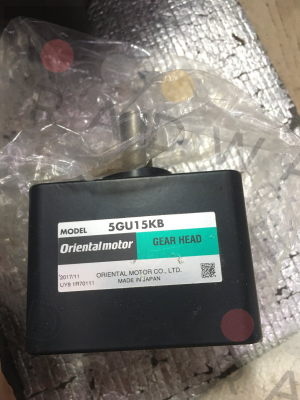 MODEL 5GU15KB
Orientalmotor GEAR HEAD
2017/11 ORIENTAL MOTOR CO., LTD.
MADE IN JAPAN